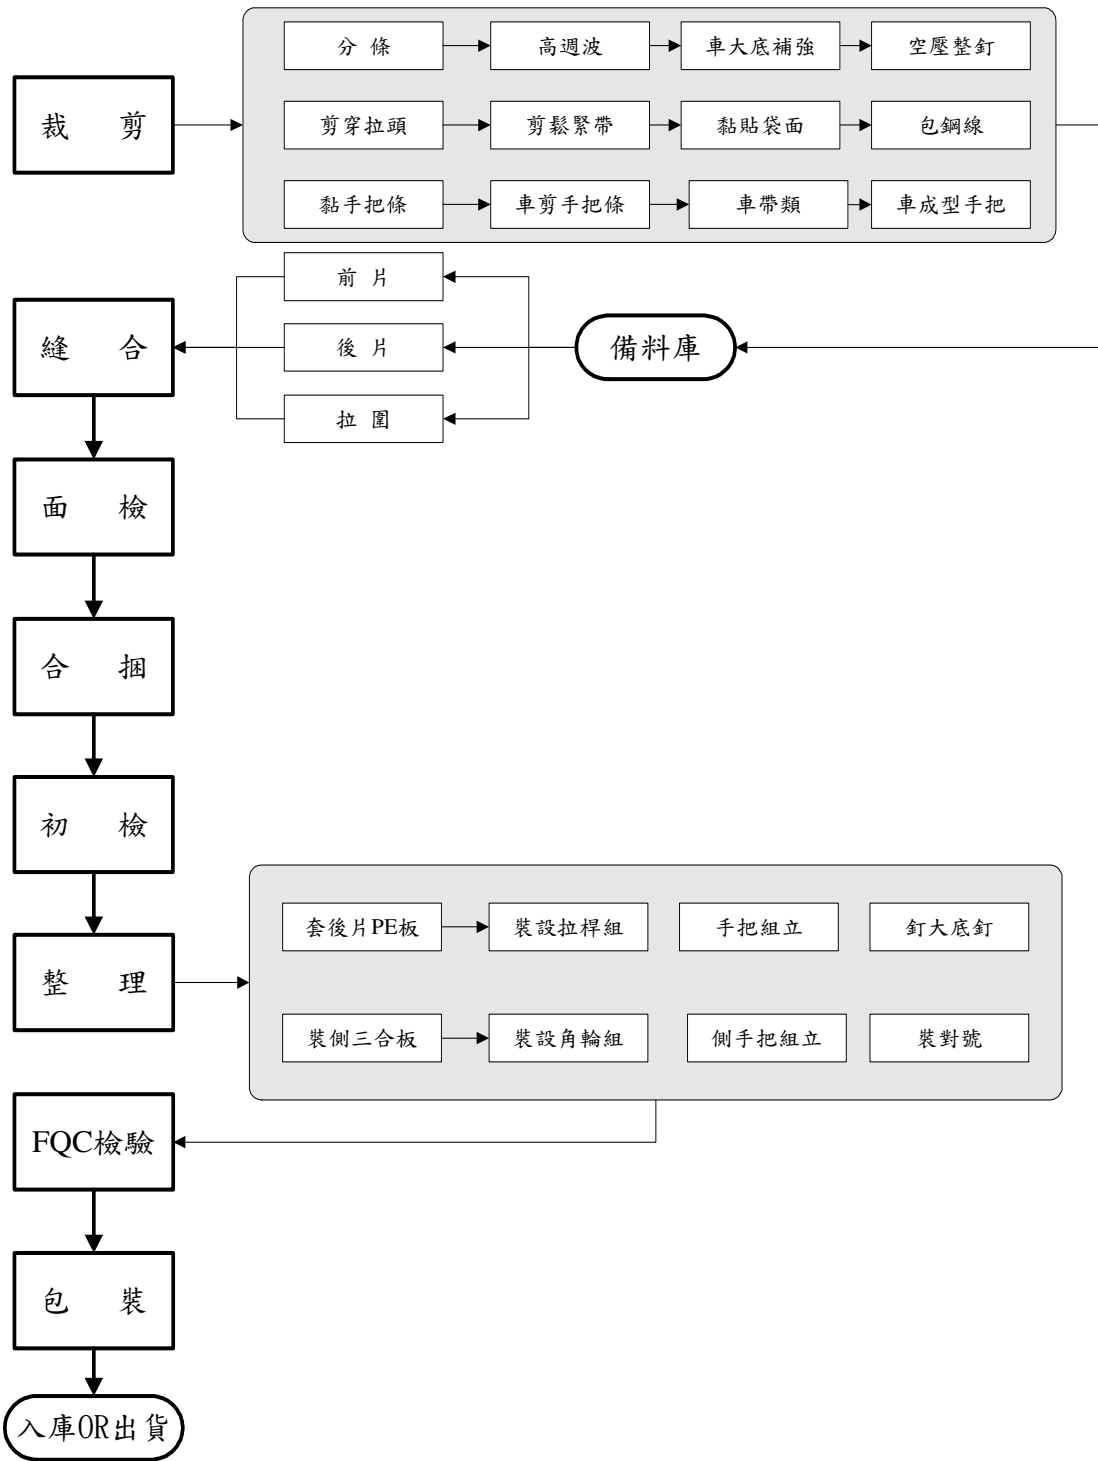 分 條
高週波
車大底補強
空壓整釘
裁 剪
剪穿拉頭
剪鬆緊帶
黏貼袋面
包鋼線
黏手把條
車剪手把條
車帶類
車成型手把
前 片
縫 合
後 片
備料庫
拉 圍
面 檢
合 捆
初 檢
套後片PE板
裝設拉桿組
手把組立
釘大底釘
整 理
裝側三合板
裝設角輪組
側手把組立
裝對號
FQC檢驗
包 裝
入庫OR出貨